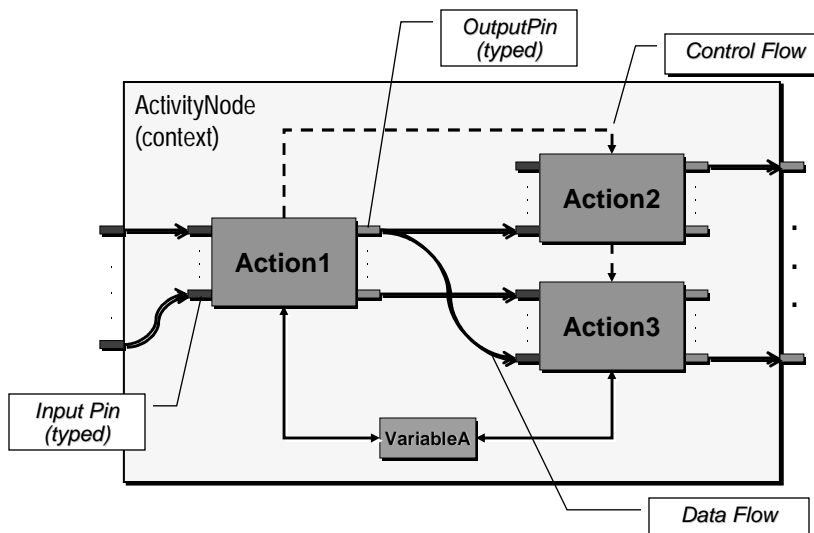 OutputPin
(typed)
Control Flow
ActivityNode
(context)
Action2
Action1
Action3
Input Pin
(typed)
VariableA
Data Flow